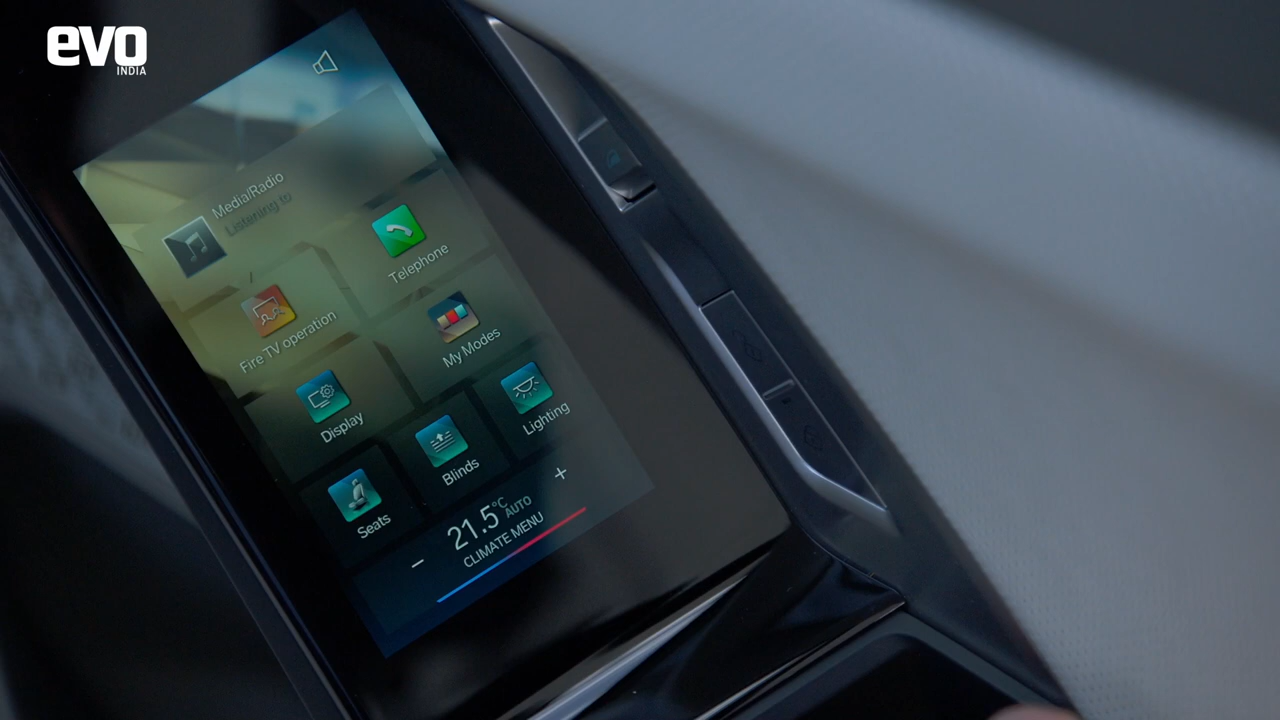 evo
INDIA
Media/Radio
Listening to
Telephone
Fire TV operation
My Modes
Display
Lighting
Blinds
Seats
− 21.5°C AUTO +
CLIMATE MENU